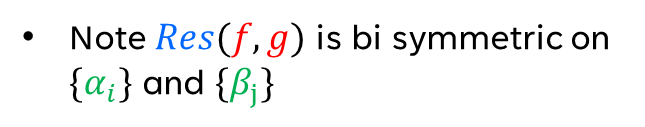 • Note Res(f,g) is bi symmetric on
{αᵢ} and {βⱼ}